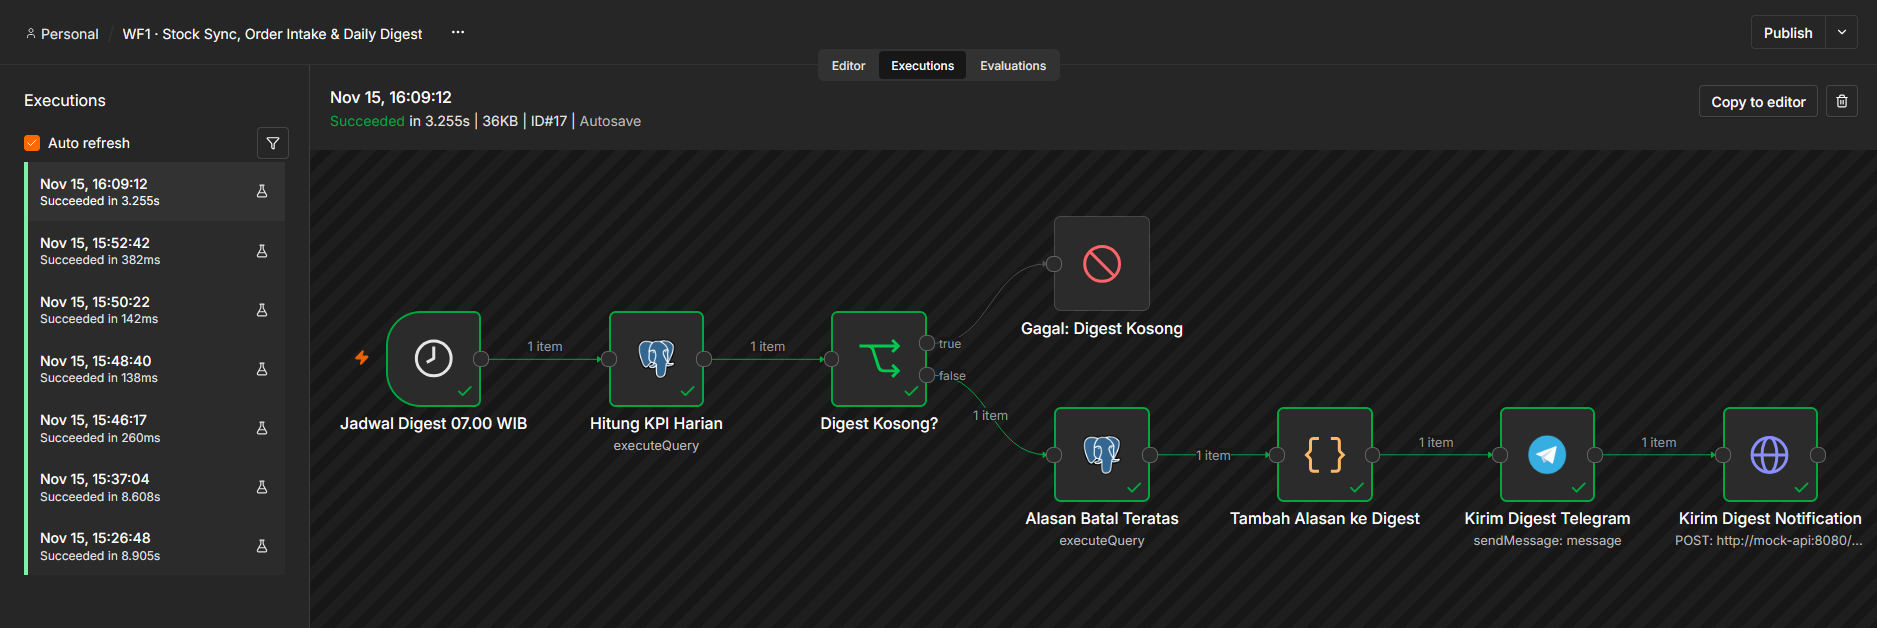 Personal / WF1 · Stock Sync, Order Intake & Daily Digest ...
Publish
Editor Executions Evaluations
Executions
Auto refresh
Nov 15, 16:09:12
Succeeded in 3.255s
Nov 15, 15:52:42
Succeeded in 382ms
Nov 15, 15:50:22
Succeeded in 142ms
Nov 15, 15:48:40
Succeeded in 138ms
Nov 15, 15:46:17
Succeeded in 260ms
Nov 15, 15:37:04
Succeeded in 8.608s
Nov 15, 15:26:48
Succeeded in 8.905s
Nov 15, 16:09:12
Succeeded in 3.255s | 36KB | ID#17 | Autosave
Copy to editor
Gagal: Digest Kosong
1 item
1 item
true
false
Jadwal Digest 07.00 WIB
Hitung KPI Harian
executeQuery
Digest Kosong?
1 item
1 item
1 item
1 item
Alasan Batal Teratas
executeQuery
Tambah Alasan ke Digest
Kirim Digest Telegram
sendMessage: message
Kirim Digest Notification
POST: http://mock-api:8080/...